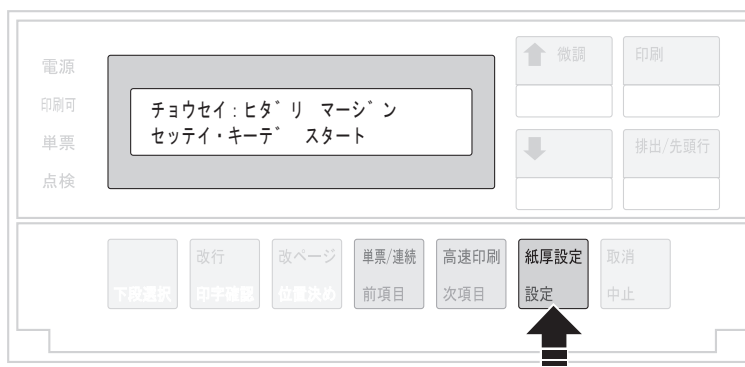 電源
印刷可
単票
点検
チョウセイ:ヒダリ マージン
セッテイ・キーデ スタート
微調
印刷
排出/先頭行
下段選択
改行
印字確認
改ページ
位置決め
単票/連続
前項目
高速印刷
次項目
紙厚設定
設定
取消
中止